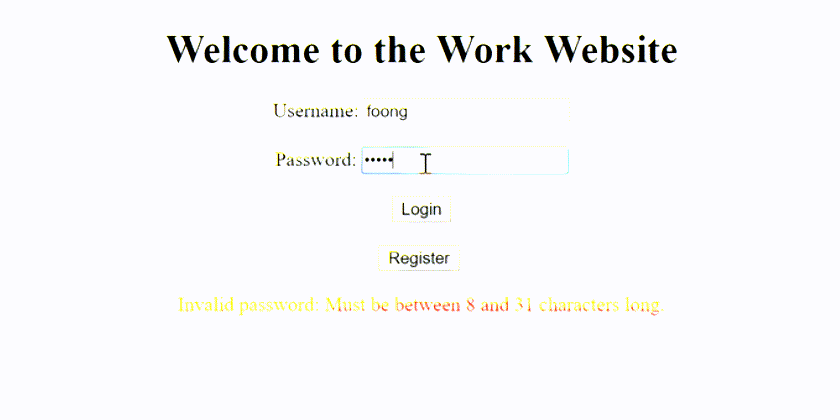 Welcome to the Work Website
Username: foong
Password: •••••
Login
Register
Invalid password: Must be between 8 and 31 characters long.